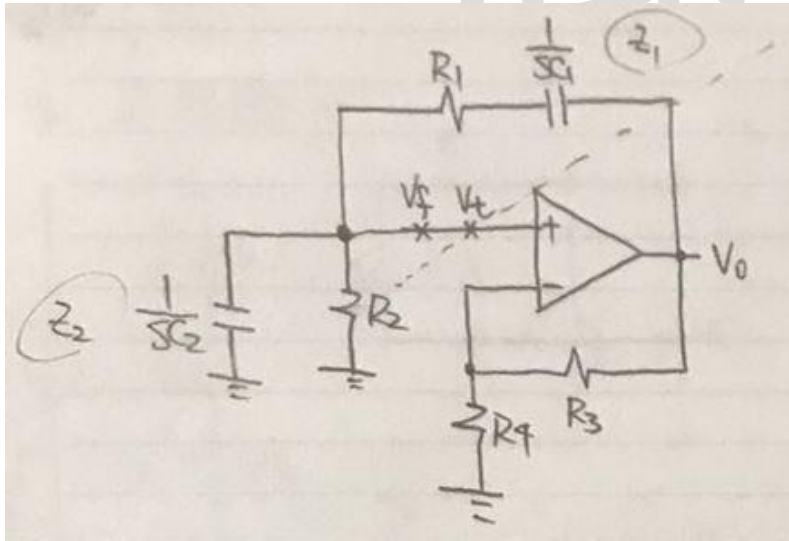 Z₁
1/SC₁
R₁
Vf Vt
+
V₀
−
Z₂
1/SC₂
R₂
R₃
R₄